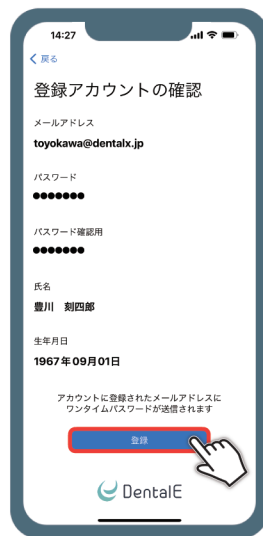 14:27
戻る
登録アカウントの確認
メールアドレス
toyokawa@dentalx.jp
パスワード
●●●●●●●
パスワード確認用
●●●●●●●
氏名
豊川 刻四郎
生年月日
1967年09月01日
アカウントに登録されたメールアドレスに
ワンタイムパスワードが送信されます
登録
DentalE